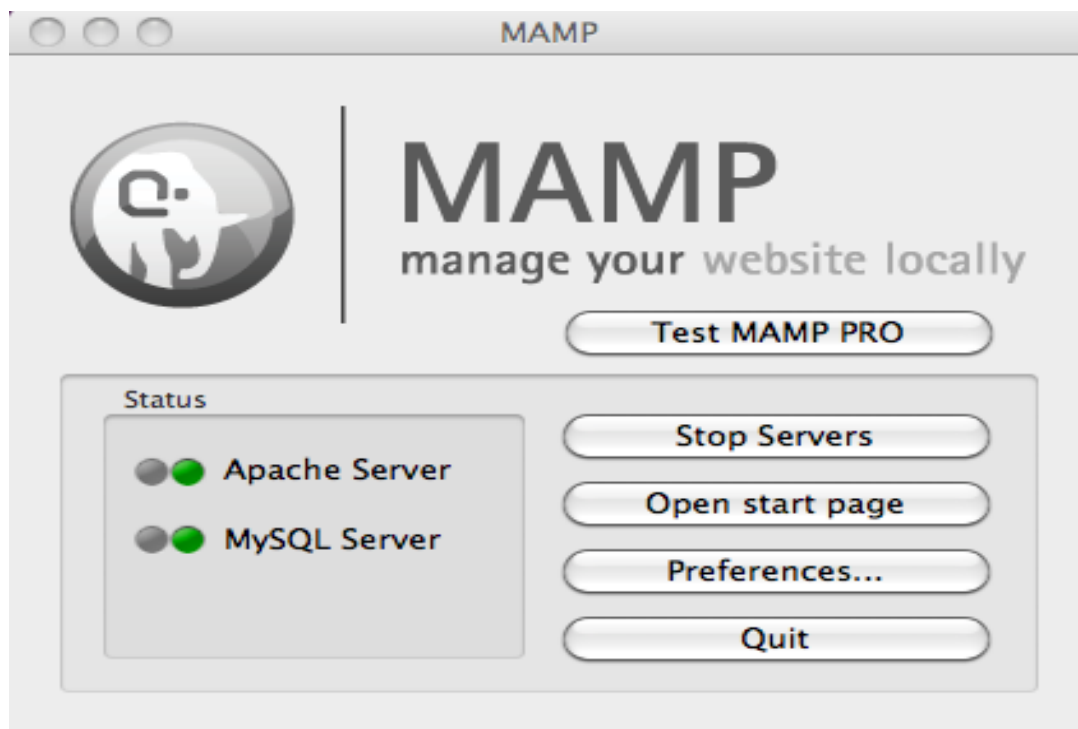 MAMP
MAMP
manage your website locally
Test MAMP PRO
Status
Apache Server
MySQL Server
Stop Servers
Open start page
Preferences...
Quit